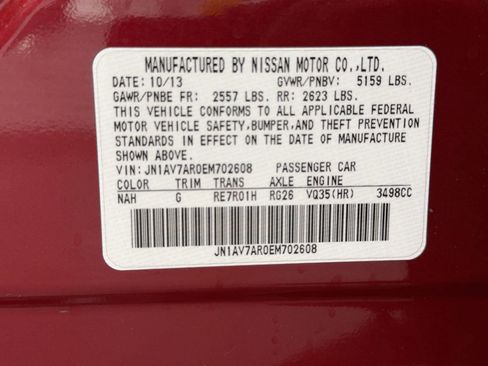 MANUFACTURED BY NISSAN MOTOR CO.,LTD.
DATE: 10/13 GVWR/PNBV: 5159 LBS.
GAWR/PNBE FR: 2557 LBS. RR: 2623 LBS.
THIS VEHICLE CONFORMS TO ALL APPLICABLE FEDERAL
MOTOR VEHICLE SAFETY,BUMPER,AND THEFT PREVENTION
STANDARDS IN EFFECT ON THE DATE OF MANUFACTURE
SHOWN ABOVE.
VIN: JN1AV7AR0EM702608 PASSENGER CAR
COLOR TRIM TRANS AXLE ENGINE
NAH G RE7R01H RG26 VQ35(HR) 3498CC
JN1AV7AR0EM702608